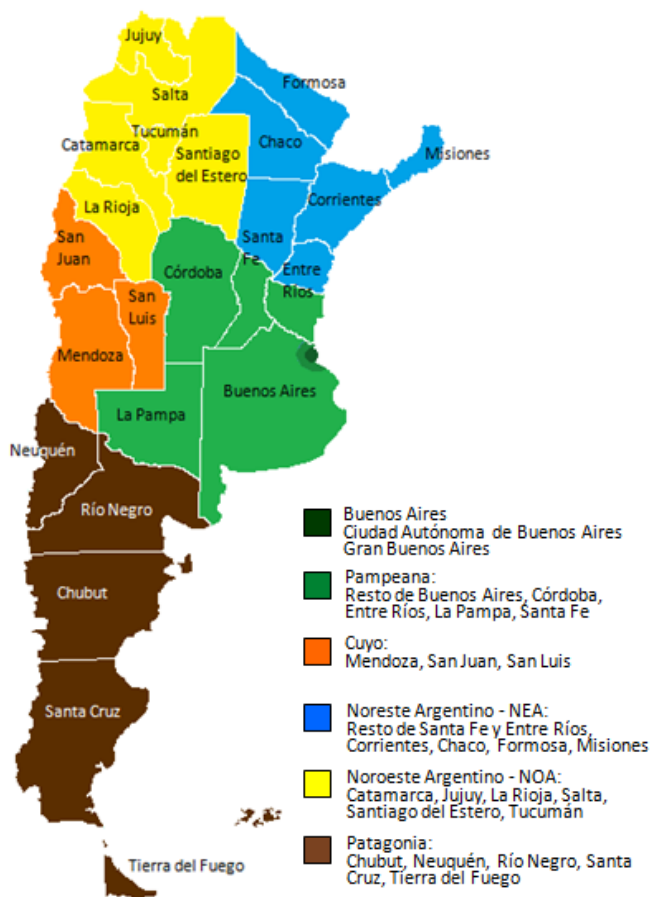 Jujuy
Formosa
Salta
Tucumán
Chaco
Catamarca
Santiago
del Estero
Misiones
La Rioja
Corrientes
San
Juan
Santa
Fe
Córdoba
Entre
Ríos
San
Luis
Mendoza
Buenos Aires
La Pampa
Neuquén
Río Negro
Chubut
Santa Cruz
Tierra del Fuego
Buenos Aires
Ciudad Autónoma de Buenos Aires
Gran Buenos Aires
Pampeana:
Resto de Buenos Aires, Córdoba,
Entre Ríos, La Pampa, Santa Fe
Cuyo:
Mendoza, San Juan, San Luis
Noreste Argentino - NEA:
Resto de Santa Fe y Entre Ríos,
Corrientes, Chaco, Formosa, Misiones
Noroeste Argentino - NOA:
Catamarca, Jujuy, La Rioja, Salta,
Santiago del Estero, Tucumán
Patagonia:
Chubut, Neuquén, Río Negro, Santa
Cruz, Tierra del Fuego